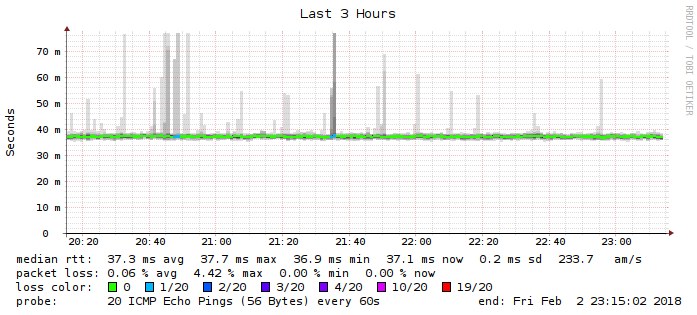 Last 3 Hours
RRDTOOL / TOBI OETIKER
Seconds
70 m
60 m
50 m
40 m
30 m
20 m
10 m
0
20:20 20:40 21:00 21:20 21:40 22:00 22:20 22:40 23:00
median rtt: 37.3 ms avg 37.7 ms max 36.9 ms min 37.1 ms now 0.2 ms sd 233.7 am/s
packet loss: 0.06 % avg 4.42 % max 0.00 % min 0.00 % now
loss color: 0 1/20 2/20 3/20 4/20 10/20 19/20
probe: 20 ICMP Echo Pings (56 Bytes) every 60s end: Fri Feb 2 23:15:02 2018